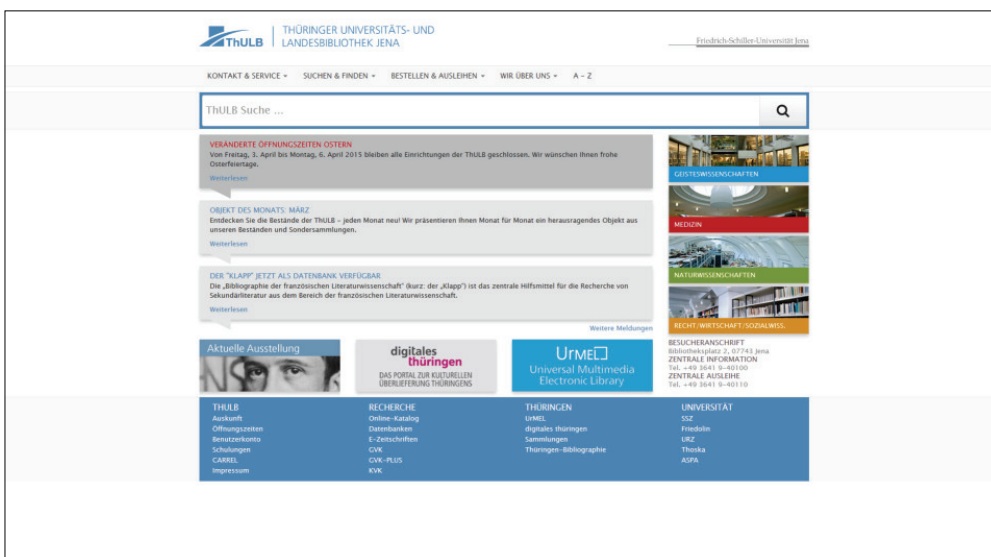 ThULB
THÜRINGER UNIVERSITÄTS- UND
LANDESBIBLIOTHEK JENA
Friedrich-Schiller-Universität Jena
KONTAKT & SERVICE SUCHEN & FINDEN BESTELLEN & AUSLEIHEN WIR ÜBER UNS A – Z
ThULB Suche ...
VERÄNDERTE ÖFFNUNGSZEITEN OSTERN
Von Freitag, 3. April bis Montag, 6. April 2015 bleiben alle Einrichtungen der ThULB geschlossen. Wir wünschen Ihnen frohe
Osterfeiertage.
Weiterlesen
OBJEKT DES MONATS: MÄRZ
Entdecken Sie die Bestände der ThULB – jeden Monat neu! Wir präsentieren Ihnen Monat für Monat ein herausragendes Objekt aus
unseren Beständen und Sondersammlungen.
Weiterlesen
DER "KLAPP" JETZT ALS DATENBANK VERFÜGBAR
Die „Bibliographie der französischen Literaturwissenschaft" (kurz: der „Klapp") ist das zentrale Hilfsmittel für die Recherche von
Sekundärliteratur aus dem Bereich der französischen Literaturwissenschaft.
Weiterlesen
Weitere Meldungen
GEISTESWISSENSCHAFTEN
MEDIZIN
NATURWISSENSCHAFTEN
RECHT/WIRTSCHAFT/SOZIALWISS.
BESUCHERANSCHRIFT
Bibliotheksplatz 2, 07743 Jena
ZENTRALE INFORMATION
Tel. +49 3641 9-40100
ZENTRALE AUSLEIHE
Tel. +49 3641 9-40110
Aktuelle Ausstellung
NS
digitales
thüringen
DAS PORTAL ZUR KULTURELLEN
ÜBERLIEFERUNG THÜRINGENS
UrMEL
Universal Multimedia
Electronic Library
THULB
Auskunft
Öffnungszeiten
Benutzerkonto
Schulungen
CARREL
Impressum
RECHERCHE
Online-Katalog
Datenbanken
E-Zeitschriften
GVK
GVK-PLUS
KVK
THÜRINGEN
UrMEL
digitales thüringen
Sammlungen
Thüringen-Bibliographie
UNIVERSITÄT
SSZ
Friedolin
URZ
Thoska
ASPA